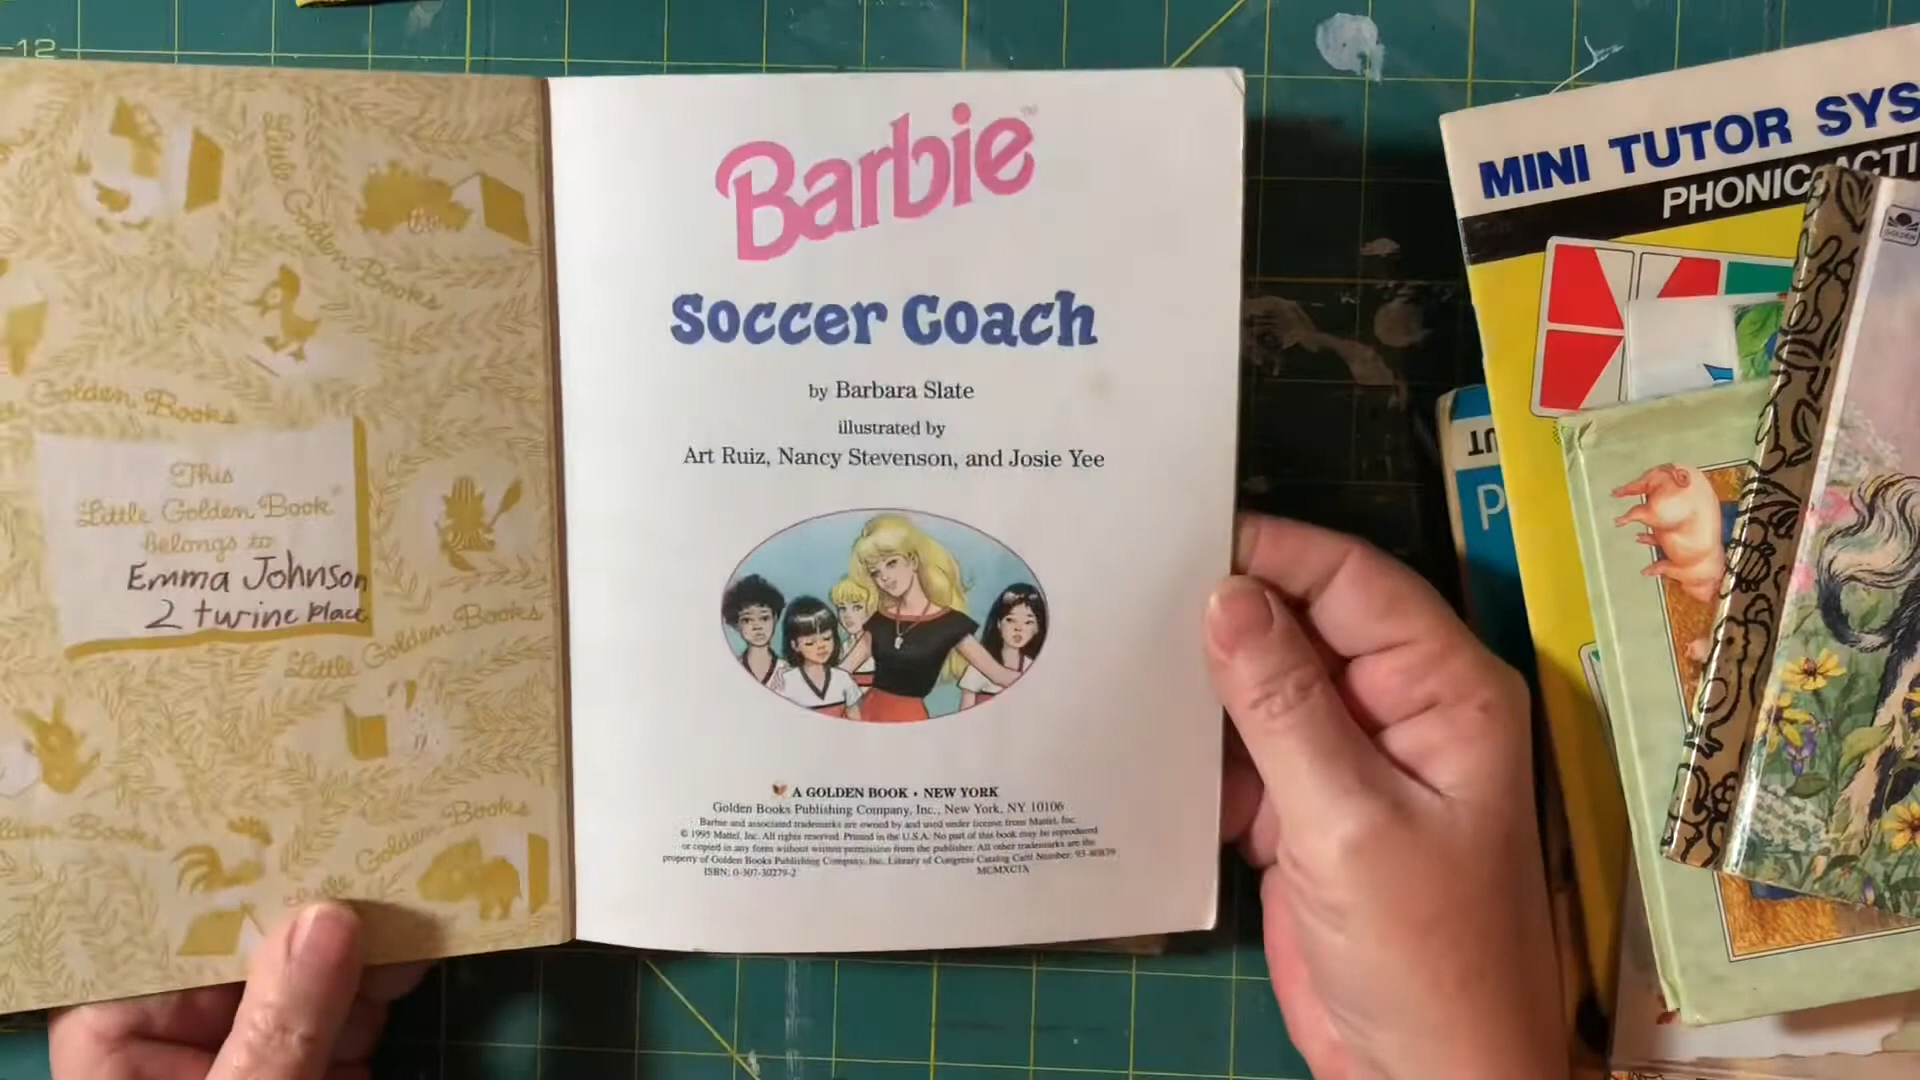 12
Little Golden Books
Golden Books
This
Little Golden Book®
belongs to
Emma Johnson
2 twine Place
Little Golden Books
Golden Books
Golden Books
Barbie™
Soccer Coach
by Barbara Slate
illustrated by
Art Ruiz, Nancy Stevenson, and Josie Yee
A GOLDEN BOOK • NEW YORK
Golden Books Publishing Company, Inc., New York, NY 10106
Barbie and associated trademarks are owned by and used under license from Mattel, Inc.
© 1995 Mattel, Inc. All rights reserved. Printed in the U.S.A. No part of this book may be reproduced
or copied in any form without written permission from the publisher. All other trademarks are the
property of Golden Books Publishing Company, Inc. Library of Congress Catalog Card Number: 93-80839
ISBN: 0-307-30279-2
MCMXCIX
MINI TUTOR SYS
PHONIC ACTI
GOLDEN